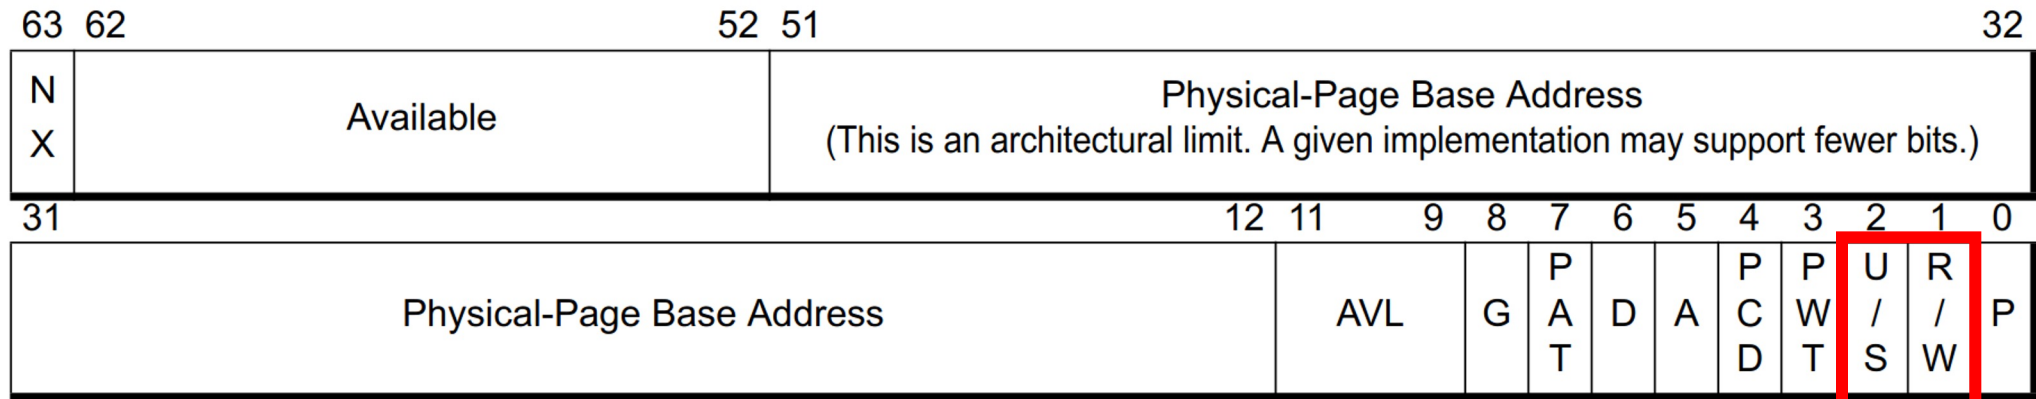 63 62 52 51 32
N
X
Available
Physical-Page Base Address
(This is an architectural limit. A given implementation may support fewer bits.)
31 12 11 9 8 7 6 5 4 3 2 1 0
Physical-Page Base Address
AVL
G
P
A
T
D
A
P
C
D
P
W
T
U
/
S
R
/
W
P